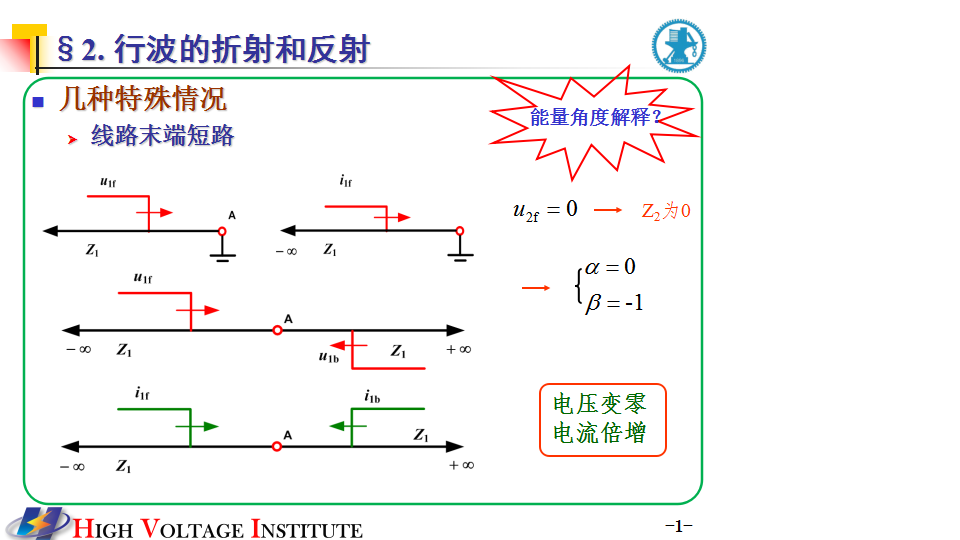 §2. 行波的折射和反射
几种特殊情况
线路末端短路
能量角度解释?
u1f
A
Z1
i1f
−∞ Z1
u2f = 0 → Z2为0
→ { α = 0
β = -1
u1f
A
−∞ Z1 u1b Z1 +∞
i1f i1b
A Z1
−∞ Z1 +∞
电压变零
电流倍增
HIGH VOLTAGE INSTITUTE
-1-